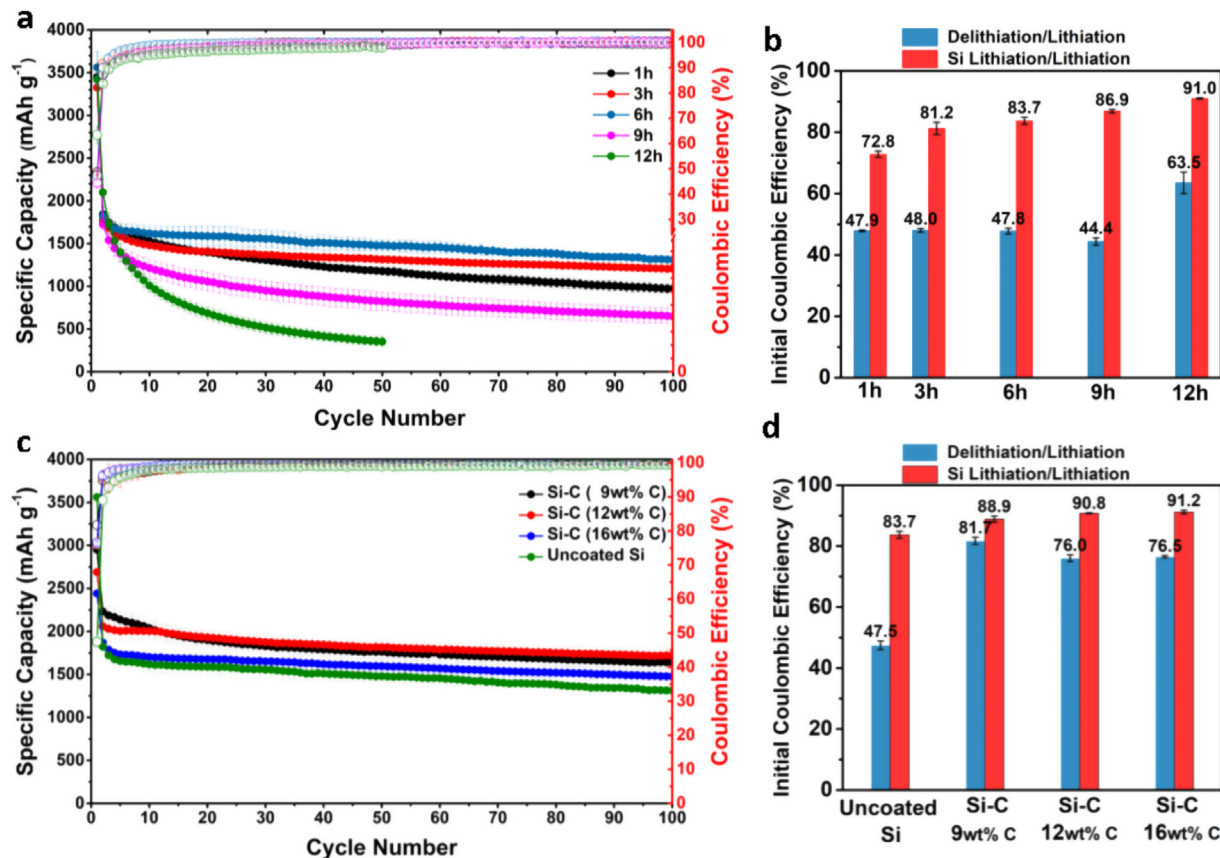 a
Specific Capacity (mAh g⁻¹)
4000
3500
3000
2500
2000
1500
1000
500
0
1h
3h
6h
9h
12h
100
90
80
70
60
50
40
30
0
Coulombic Efficiency (%)
0 10 20 30 40 50 60 70 80 90 100
Cycle Number
b
Delithiation/Lithiation
Si Lithiation/Lithiation
Initial Coulombic Efficiency (%)
100
80
60
40
20
0
47.9 72.8
48.0 81.2
47.8 83.7
44.4 86.9
63.5 91.0
1h 3h 6h 9h 12h
c
Specific Capacity (mAh g⁻¹)
4000
3500
3000
2500
2000
1500
1000
500
0
Si-C ( 9wt% C)
Si-C (12wt% C)
Si-C (16wt% C)
Uncoated Si
100
90
80
70
60
50
40
30
20
10
0
Coulombic Efficiency (%)
0 10 20 30 40 50 60 70 80 90 100
Cycle Number
d
Delithiation/Lithiation
Si Lithiation/Lithiation
Initial Coulombic Efficiency (%)
100
80
60
40
20
0
47.5 83.7
81.7 88.9
76.0 90.8
76.5 91.2
Uncoated Si-C Si-C Si-C
Si 9wt% C 12wt% C 16wt% C